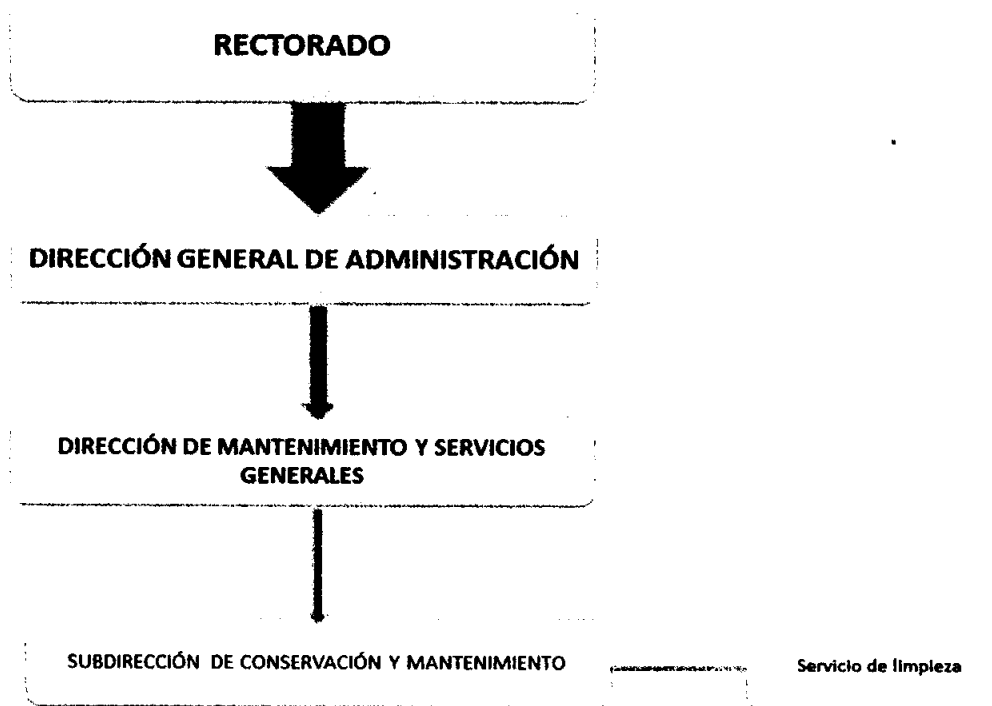 RECTORADO
DIRECCIÓN GENERAL DE ADMINISTRACIÓN
DIRECCIÓN DE MANTENIMIENTO Y SERVICIOS
GENERALES
SUBDIRECCIÓN DE CONSERVACIÓN Y MANTENIMIENTO
Servicio de limpieza